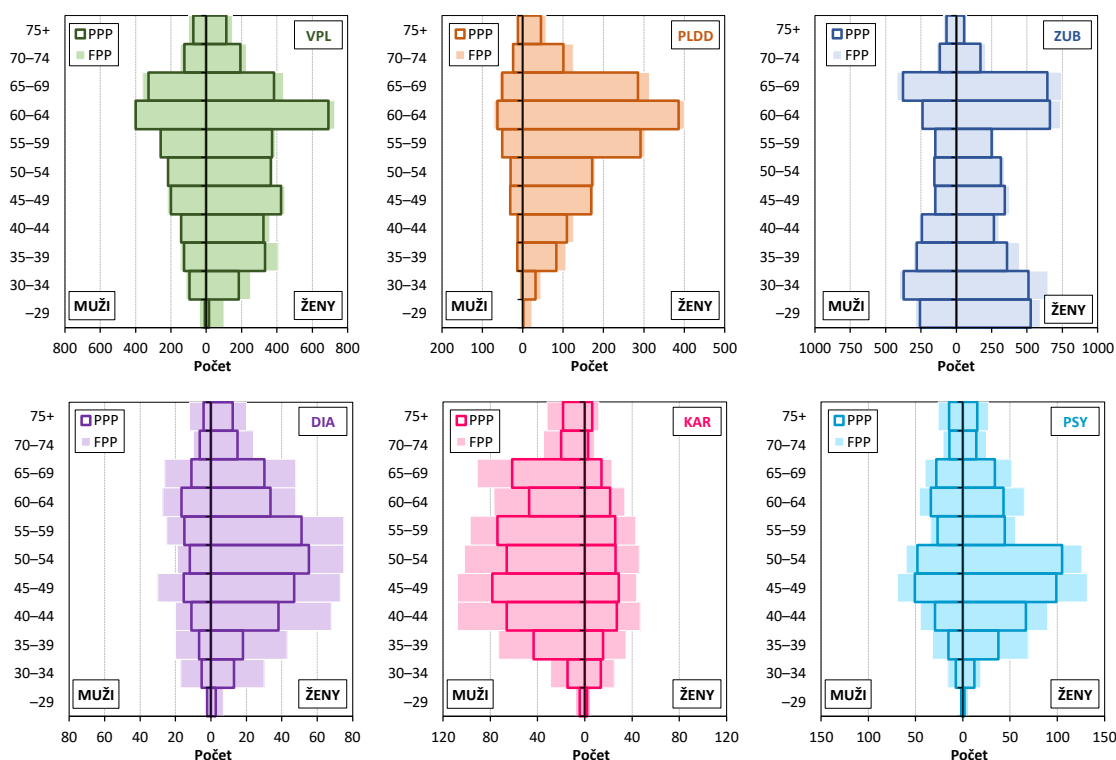 75+
70–74
65–69
60–64
55–59
50–54
45–49
40–44
35–39
30–34
–29
PPP
FPP
VPL
MUŽI
ŽENY
800 600 400 200 0 200 400 600 800
Počet
75+
70–74
65–69
60–64
55–59
50–54
45–49
40–44
35–39
30–34
–29
PPP
FPP
PLDD
MUŽI
ŽENY
200 100 0 100 200 300 400 500
Počet
75+
70–74
65–69
60–64
55–59
50–54
45–49
40–44
35–39
30–34
–29
PPP
FPP
ZUB
MUŽI
ŽENY
1000 750 500 250 0 250 500 750 1000
Počet
75+
70–74
65–69
60–64
55–59
50–54
45–49
40–44
35–39
30–34
–29
PPP
FPP
DIA
MUŽI
ŽENY
80 60 40 20 0 20 40 60 80
Počet
75+
70–74
65–69
60–64
55–59
50–54
45–49
40–44
35–39
30–34
–29
PPP
FPP
KAR
MUŽI
ŽENY
120 80 40 0 40 80 120
Počet
75+
70–74
65–69
60–64
55–59
50–54
45–49
40–44
35–39
30–34
–29
PPP
FPP
PSY
MUŽI
ŽENY
150 100 50 0 50 100 150
Počet